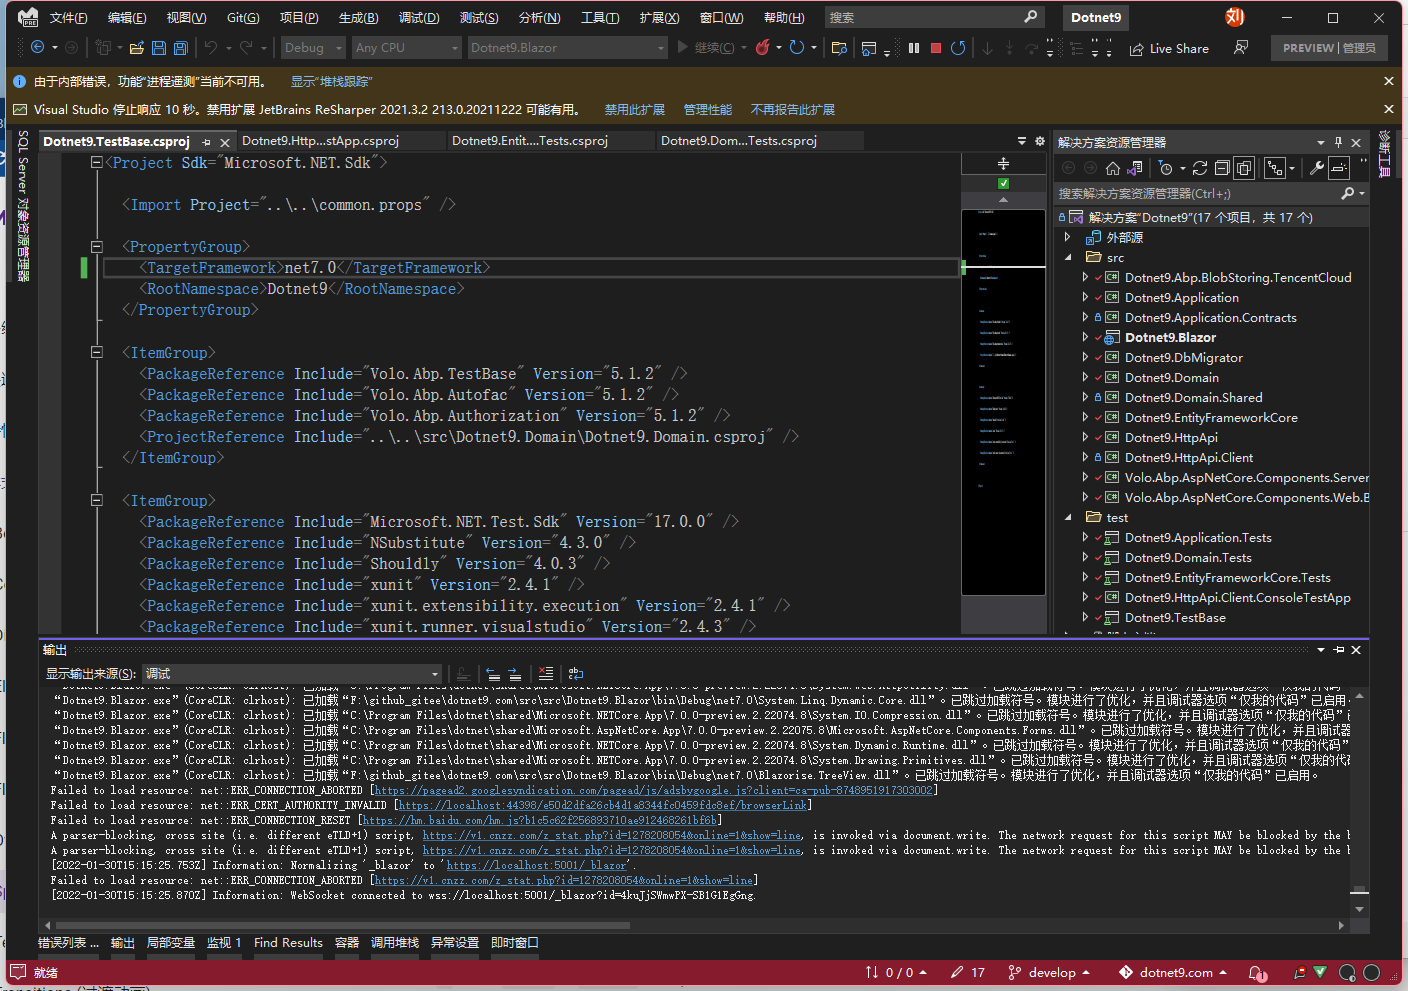 文件(F) 编辑(E) 视图(V) Git(G) 项目(P) 生成(B) 调试(D) 测试(S) 分析(N) 工具(T) 扩展(X) 窗口(W) 帮助(H) 搜索 Dotnet9 刘
PRE
Debug Any CPU Dotnet9.Blazor 继续(C) Live Share PREVIEW | 管理员
由于内部错误，功能“进程遥测”当前不可用。 显示“堆栈跟踪”
Visual Studio 停止响应 10 秒。禁用扩展 JetBrains ReSharper 2021.3.2 213.0.20211222 可能有用。 禁用此扩展 管理性能 不再报告此扩展
SQL Server 对象资源管理器
Dotnet9.TestBase.csproj Dotnet9.Http...stApp.csproj Dotnet9.Entit....Tests.csproj Dotnet9.Dom...Tests.csproj
<Project Sdk="Microsoft.NET.Sdk">
<Import Project="..\..\common.props" />
<PropertyGroup>
<TargetFramework>net7.0</TargetFramework>
<RootNamespace>Dotnet9</RootNamespace>
</PropertyGroup>
<ItemGroup>
<PackageReference Include="Volo.Abp.TestBase" Version="5.1.2" />
<PackageReference Include="Volo.Abp.Autofac" Version="5.1.2" />
<PackageReference Include="Volo.Abp.Authorization" Version="5.1.2" />
<ProjectReference Include="..\..\src\Dotnet9.Domain\Dotnet9.Domain.csproj" />
</ItemGroup>
<ItemGroup>
<PackageReference Include="Microsoft.NET.Test.Sdk" Version="17.0.0" />
<PackageReference Include="NSubstitute" Version="4.3.0" />
<PackageReference Include="Shouldly" Version="4.0.3" />
<PackageReference Include="xunit" Version="2.4.1" />
<PackageReference Include="xunit.extensibility.execution" Version="2.4.1" />
<PackageReference Include="xunit.runner.visualstudio" Version="2.4.3" />
解决方案资源管理器
搜索解决方案资源管理器(Ctrl+;)
解决方案"Dotnet9"(17 个项目，共 17 个)
外部源
src
Dotnet9.Abp.BlobStoring.TencentCloud
Dotnet9.Application
Dotnet9.Application.Contracts
Dotnet9.Blazor
Dotnet9.DbMigrator
Dotnet9.Domain
Dotnet9.Domain.Shared
Dotnet9.EntityFrameworkCore
Dotnet9.HttpApi
Dotnet9.HttpApi.Client
Volo.Abp.AspNetCore.Components.Server
Volo.Abp.AspNetCore.Components.Web.B
test
Dotnet9.Application.Tests
Dotnet9.Domain.Tests
Dotnet9.EntityFrameworkCore.Tests
Dotnet9.HttpApi.Client.ConsoleTestApp
Dotnet9.TestBase
诊断工具
输出
显示输出来源(S): 调试
“Dotnet9.Blazor.exe”(CoreCLR: clrhost): 已加载“F:\github_gitee\dotnet9.com\src\src\Dotnet9.Blazor\bin\Debug\net7.0\System.Linq.Dynamic.Core.dll”。已跳过加载符号。模块进行了优化，并且调试器选项“仅我的代码”已启用。
“Dotnet9.Blazor.exe”(CoreCLR: clrhost): 已加载“C:\Program Files\dotnet\shared\Microsoft.NETCore.App\7.0.0-preview.2.22074.8\System.IO.Compression.dll”。已跳过加载符号。模块进行了优化，并且调试器选项“仅我的代码”
“Dotnet9.Blazor.exe”(CoreCLR: clrhost): 已加载“C:\Program Files\dotnet\shared\Microsoft.AspNetCore.App\7.0.0-preview.2.22075.8\Microsoft.AspNetCore.Components.Forms.dll”。已跳过加载符号。模块进行了优化，并且调试器选项“仅
“Dotnet9.Blazor.exe”(CoreCLR: clrhost): 已加载“C:\Program Files\dotnet\shared\Microsoft.NETCore.App\7.0.0-preview.2.22074.8\System.Dynamic.Runtime.dll”。已跳过加载符号。模块进行了优化，并且调试器选项“仅我的代码”
“Dotnet9.Blazor.exe”(CoreCLR: clrhost): 已加载“C:\Program Files\dotnet\shared\Microsoft.NETCore.App\7.0.0-preview.2.22074.8\System.Drawing.Primitives.dll”。已跳过加载符号。模块进行了优化，并且调试器选项“仅我的代
“Dotnet9.Blazor.exe”(CoreCLR: clrhost): 已加载“F:\github_gitee\dotnet9.com\src\src\Dotnet9.Blazor\bin\Debug\net7.0\Blazorise.TreeView.dll”。已跳过加载符号。模块进行了优化，并且调试器选项“仅我的代码”已启用。
Failed to load resource: net::ERR_CONNECTION_ABORTED [https://pagead2.googlesyndication.com/pagead/js/adsbygoogle.js?client=ca-pub-8748951917303002]
Failed to load resource: net::ERR_CERT_AUTHORITY_INVALID [https://localhost:44398/e50d2dfa26cb4d1a8344fc0459fdc8ef/browserLink]
Failed to load resource: net::ERR_CONNECTION_RESET [https://hm.baidu.com/hm.js?b1c5c62f256893710ae912468261bf6b]
A parser-blocking, cross site (i.e. different eTLD+1) script, https://v1.cnzz.com/z_stat.php?id=1278208054&online=1&show=line, is invoked via document.write. The network request for this script MAY be blocked by the b
A parser-blocking, cross site (i.e. different eTLD+1) script, https://v1.cnzz.com/z_stat.php?id=1278208054&online=1&show=line, is invoked via document.write. The network request for this script MAY be blocked by the b
[2022-01-30T15:15:25.753Z] Information: Normalizing '_blazor' to 'https://localhost:5001/_blazor'.
Failed to load resource: net::ERR_CONNECTION_ABORTED [https://v1.cnzz.com/z_stat.php?id=1278208054&online=1&show=line]
[2022-01-30T15:15:25.870Z] Information: WebSocket connected to wss://localhost:5001/_blazor?id=4kuJjSWmwPX-SB1G1EgGng.
错误列表 ... 输出 局部变量 监视 1 Find Results 容器 调用堆栈 异常设置 即时窗口
就绪 0 / 0 17 develop dotnet9.com 1